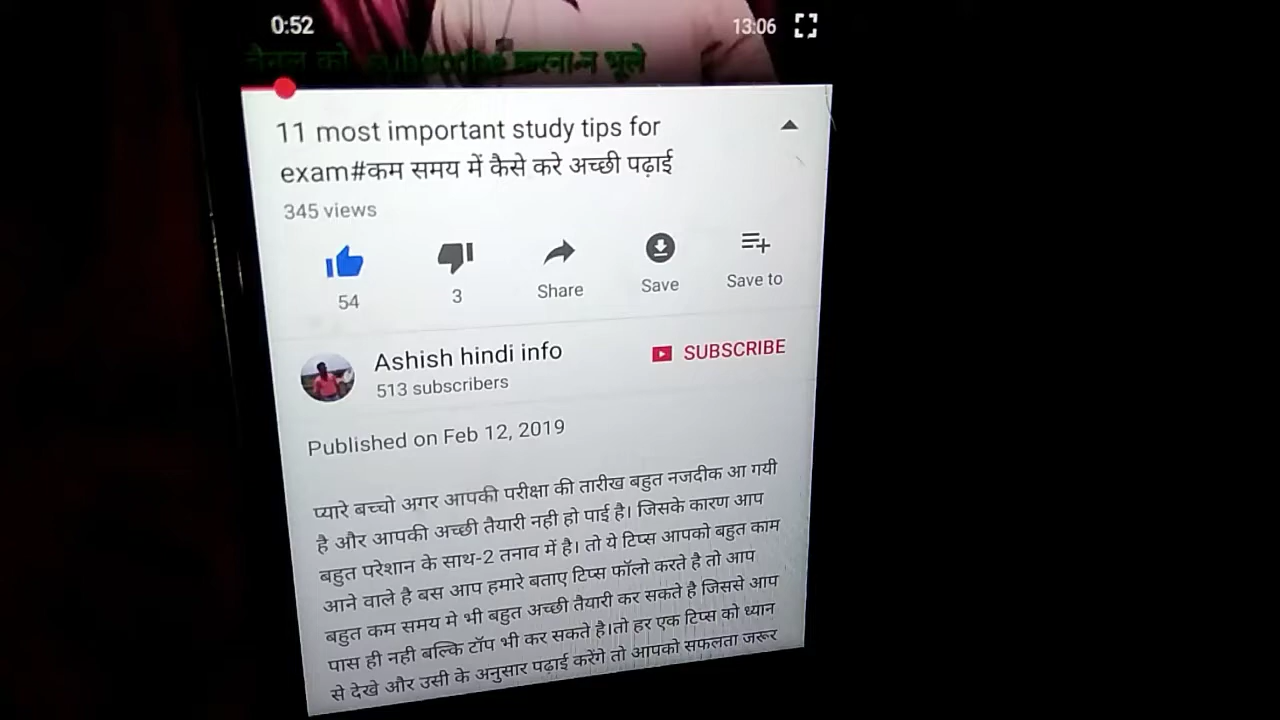 0:52
13:06
चैनल को subscribe करना न भूले
11 most important study tips for
exam#कम समय में कैसे करे अच्छी पढ़ाई
345 views
54
3
Share
Save
Save to
Ashish hindi info
SUBSCRIBE
513 subscribers
Published on Feb 12, 2019
प्यारे बच्चो अगर आपकी परीक्षा की तारीख बहुत नजदीक आ गयी
है और आपकी अच्छी तैयारी नही हो पाई है। जिसके कारण आप
बहुत परेशान के साथ-2 तनाव में है। तो ये टिप्स आपको बहुत काम
आने वाले है बस आप हमारे बताए टिप्स फॉलो करते है तो आप
बहुत कम समय मे भी बहुत अच्छी तैयारी कर सकते है जिससे आप
पास ही नही बल्कि टॉप भी कर सकते है।तो हर एक टिप्स को ध्यान
से देखे और उसी के अनुसार पढ़ाई करेंगे तो आपको सफलता जरूर